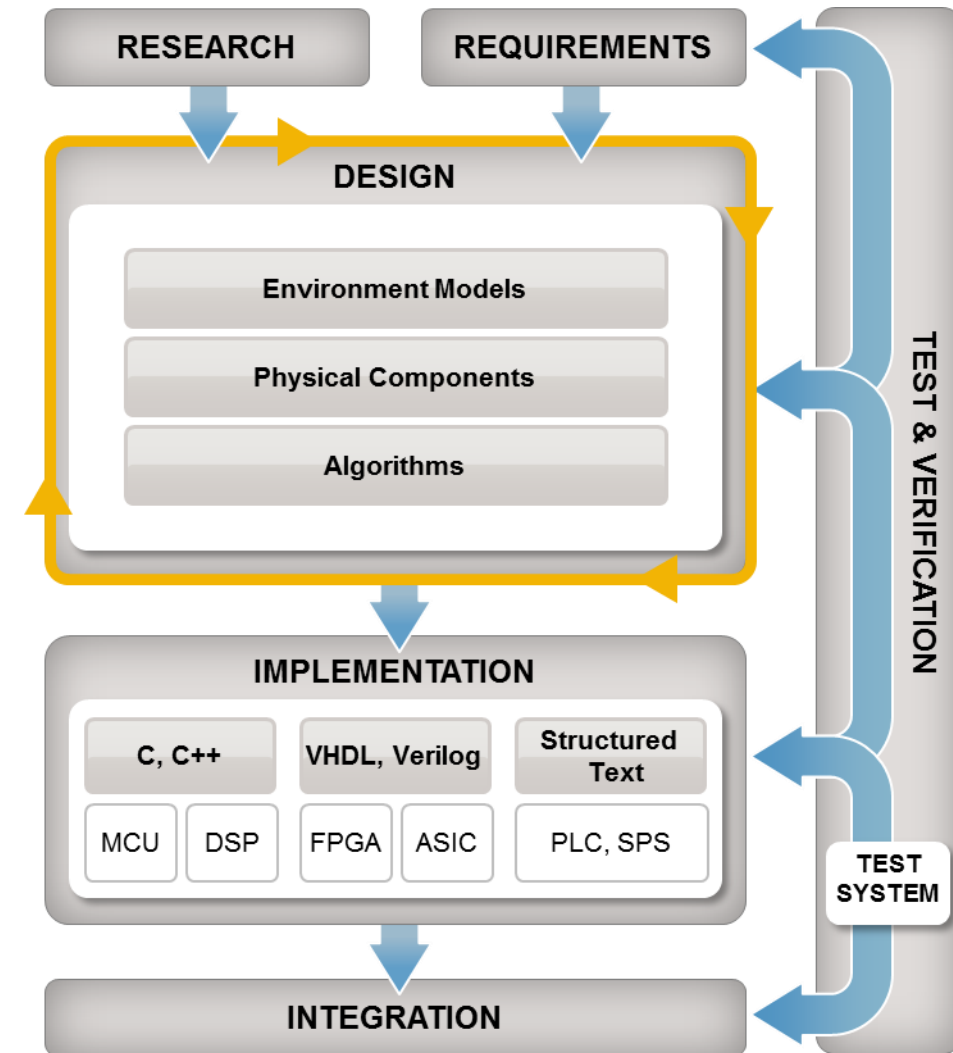 RESEARCH
REQUIREMENTS
DESIGN
Environment Models
Physical Components
Algorithms
IMPLEMENTATION
C, C++
VHDL, Verilog
Structured
Text
MCU
DSP
FPGA
ASIC
PLC, SPS
INTEGRATION
TEST & VERIFICATION
TEST
SYSTEM